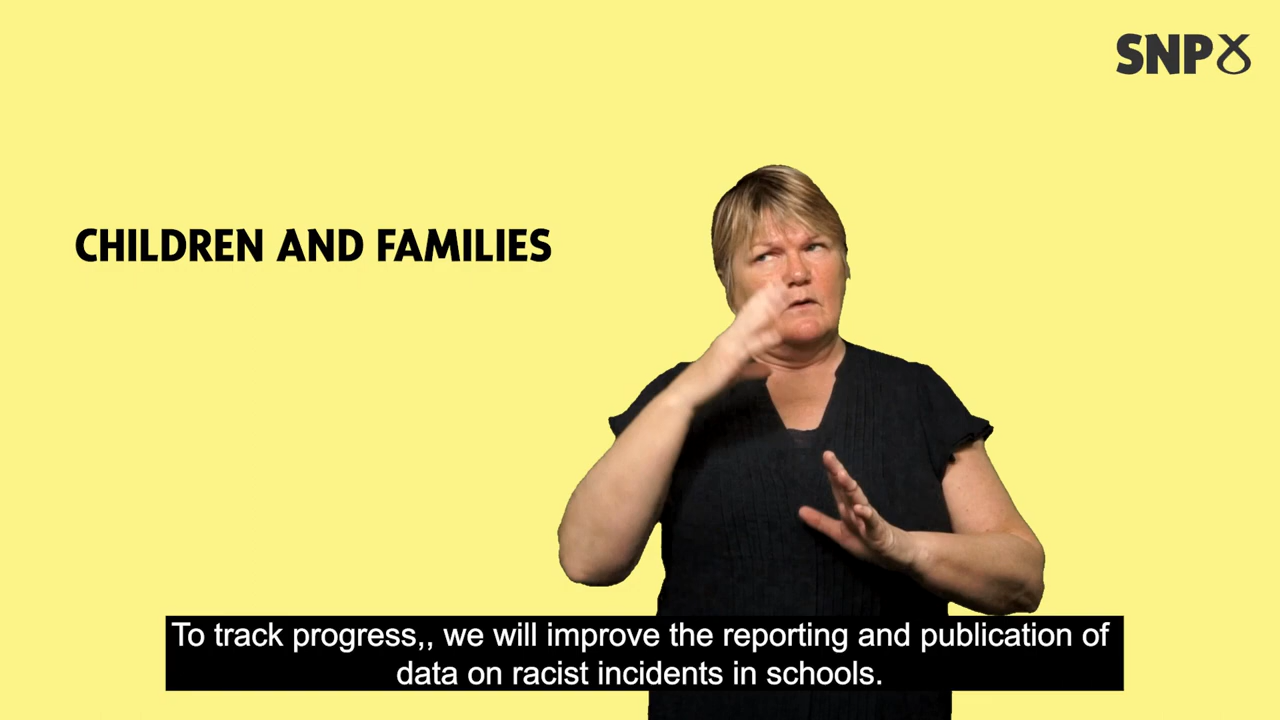 SNP
CHILDREN AND FAMILIES
To track progress,, we will improve the reporting and publication of
data on racist incidents in schools.